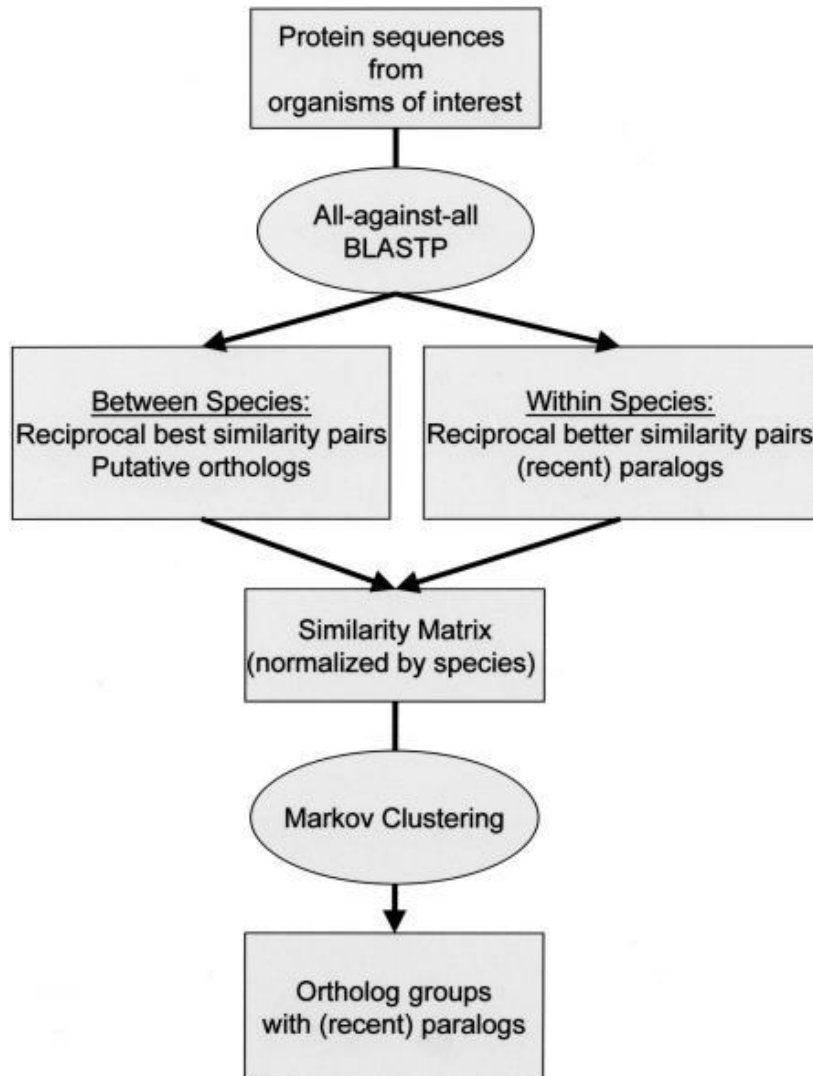 Protein sequences
from
organisms of interest
All-against-all
BLASTP
Between Species:
Reciprocal best similarity pairs
Putative orthologs
Within Species:
Reciprocal better similarity pairs
(recent) paralogs
Similarity Matrix
(normalized by species)
Markov Clustering
Ortholog groups
with (recent) paralogs